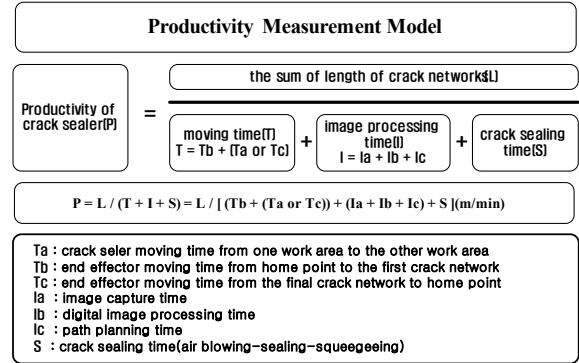 Productivity Measurement Model
the sum of length of crack networks(L)
Productivity of
crack sealer(P)
=
moving time(T)
T = Tb + (Ta or Tc)
+
image processing
time(I)
I = Ia + Ib + Ic
+
crack sealing
time(S)
P = L / (T + I + S) = L / [ (Tb + (Ta or Tc)) + (Ia + Ib + Ic) + S ](m/min)
Ta : crack seler moving time from one work area to the other work area
Tb : end effector moving time from home point to the first crack network
Tc : end effector moving time from the final crack network to home point
Ia : image capture time
Ib : digital image processing time
Ic : path planning time
S : crack sealing time(air blowing-sealing-squeegeeing)